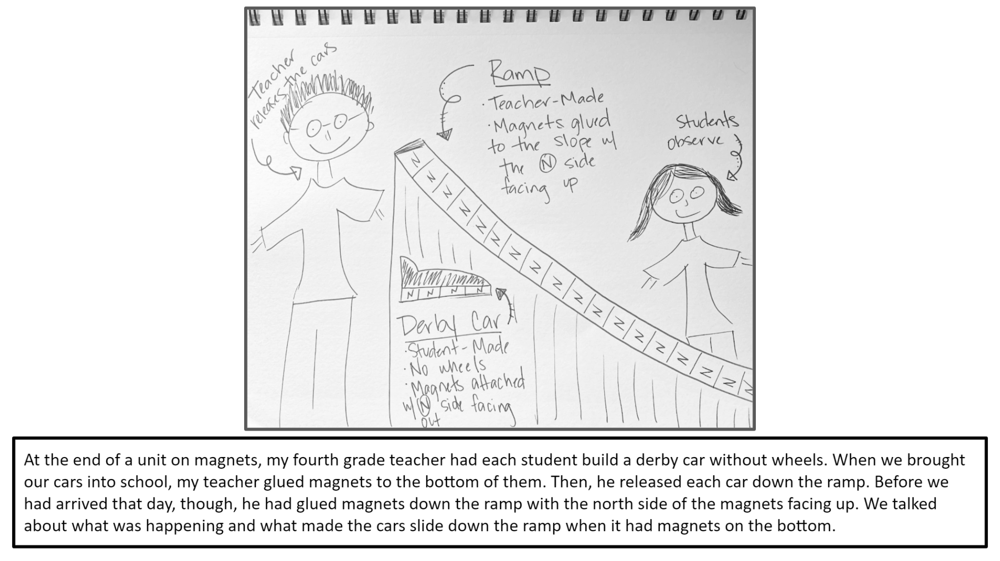 Teacher
releases the cars
Ramp
· Teacher-Made
· Magnets glued
to the slope w/
the N side
facing up
Students
observe
N N N N N N N N N N N N N N N N N N N
N N N N
Derby Car
· Student-Made
· No wheels
· Magnets attached
w/ N side facing
out
At the end of a unit on magnets, my fourth grade teacher had each student build a derby car without wheels. When we brought
our cars into school, my teacher glued magnets to the bottom of them. Then, he released each car down the ramp. Before we
had arrived that day, though, he had glued magnets down the ramp with the north side of the magnets facing up. We talked
about what was happening and what made the cars slide down the ramp when it had magnets on the bottom.